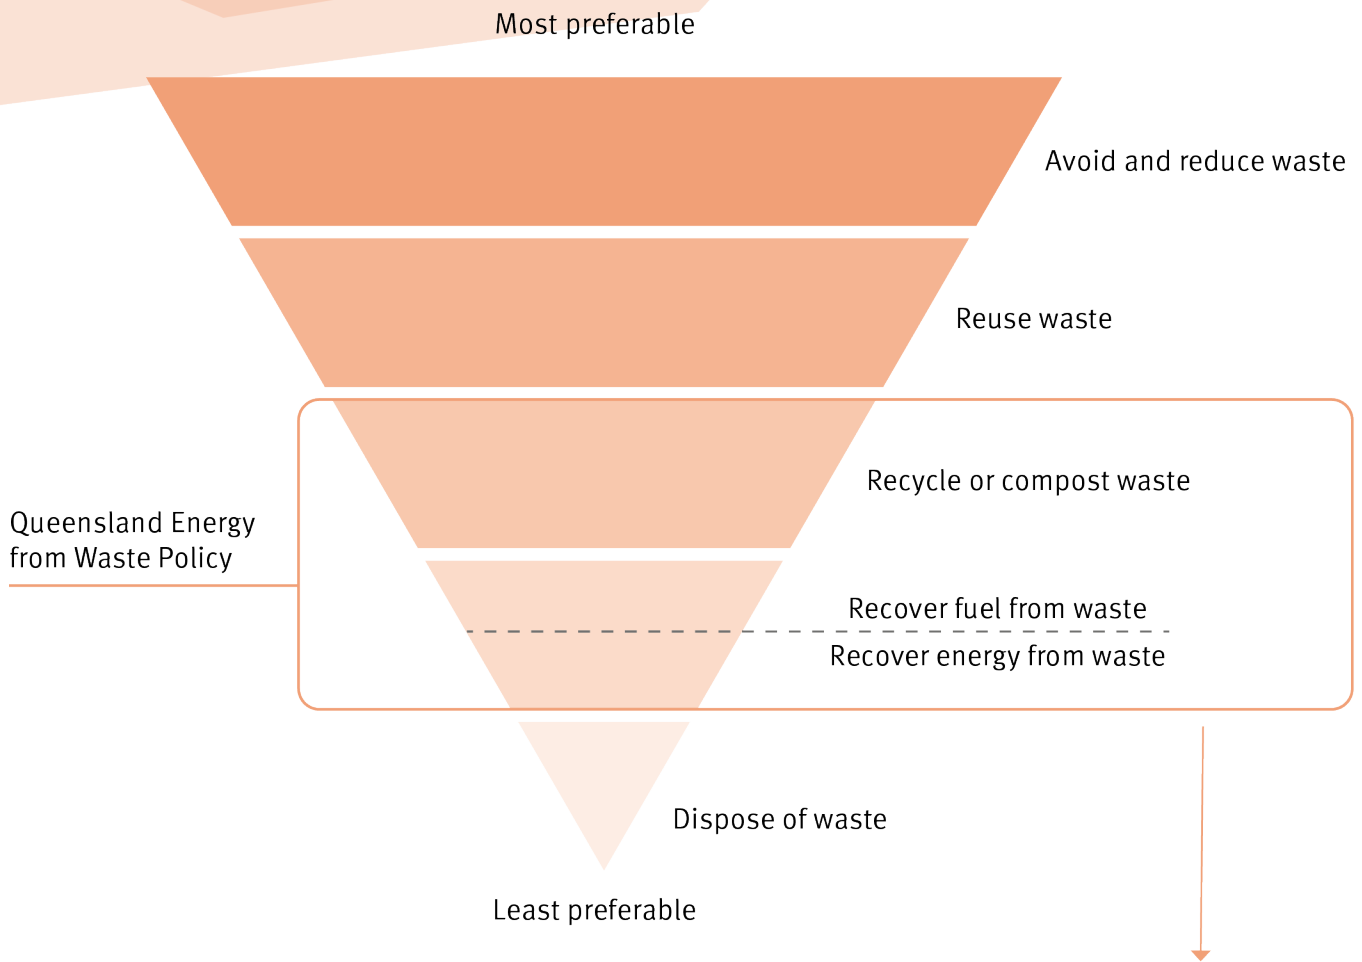 Most preferable
Avoid and reduce waste
Reuse waste
Recycle or compost waste
Queensland Energy
from Waste Policy
Recover fuel from waste
Recover energy from waste
Dispose of waste
Least preferable